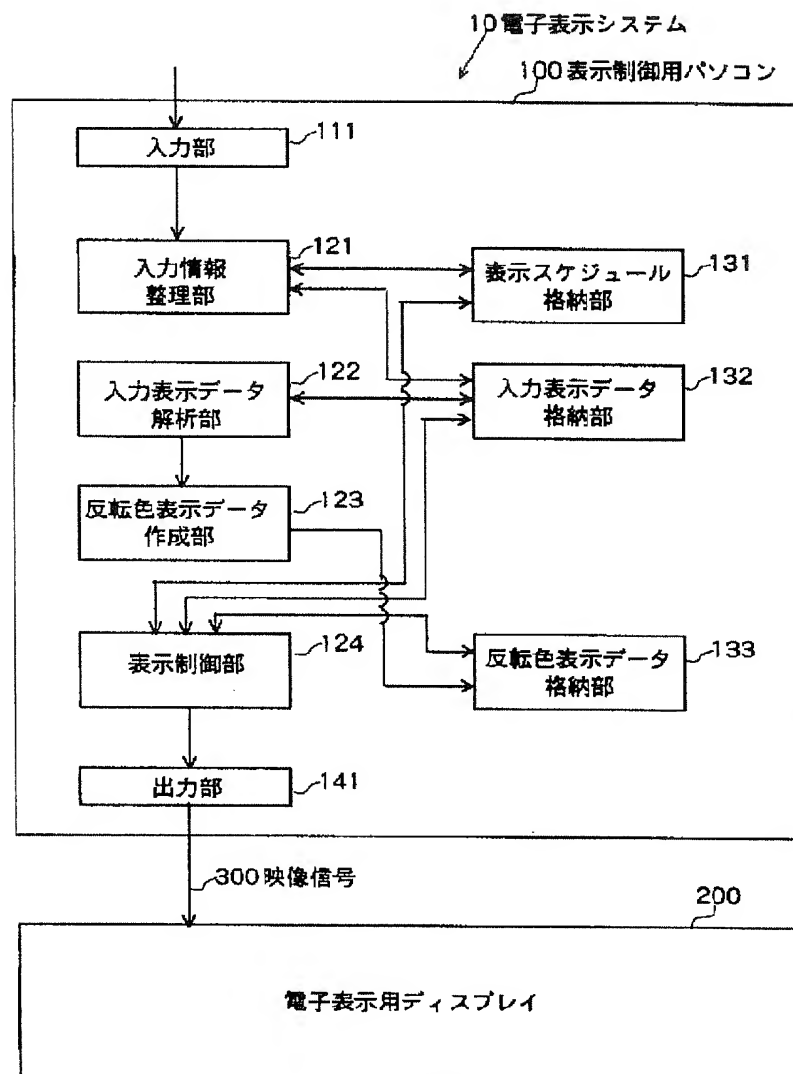 10電子表示システム
100表示制御用パソコン
入力部
111
入力情報
整理部
121
表示スケジュール
格納部
131
入力表示データ
解析部
122
入力表示データ
格納部
132
反転色表示データ
作成部
123
表示制御部
124
反転色表示データ
格納部
133
出力部
141
300映像信号
200
電子表示用ディスプレイ